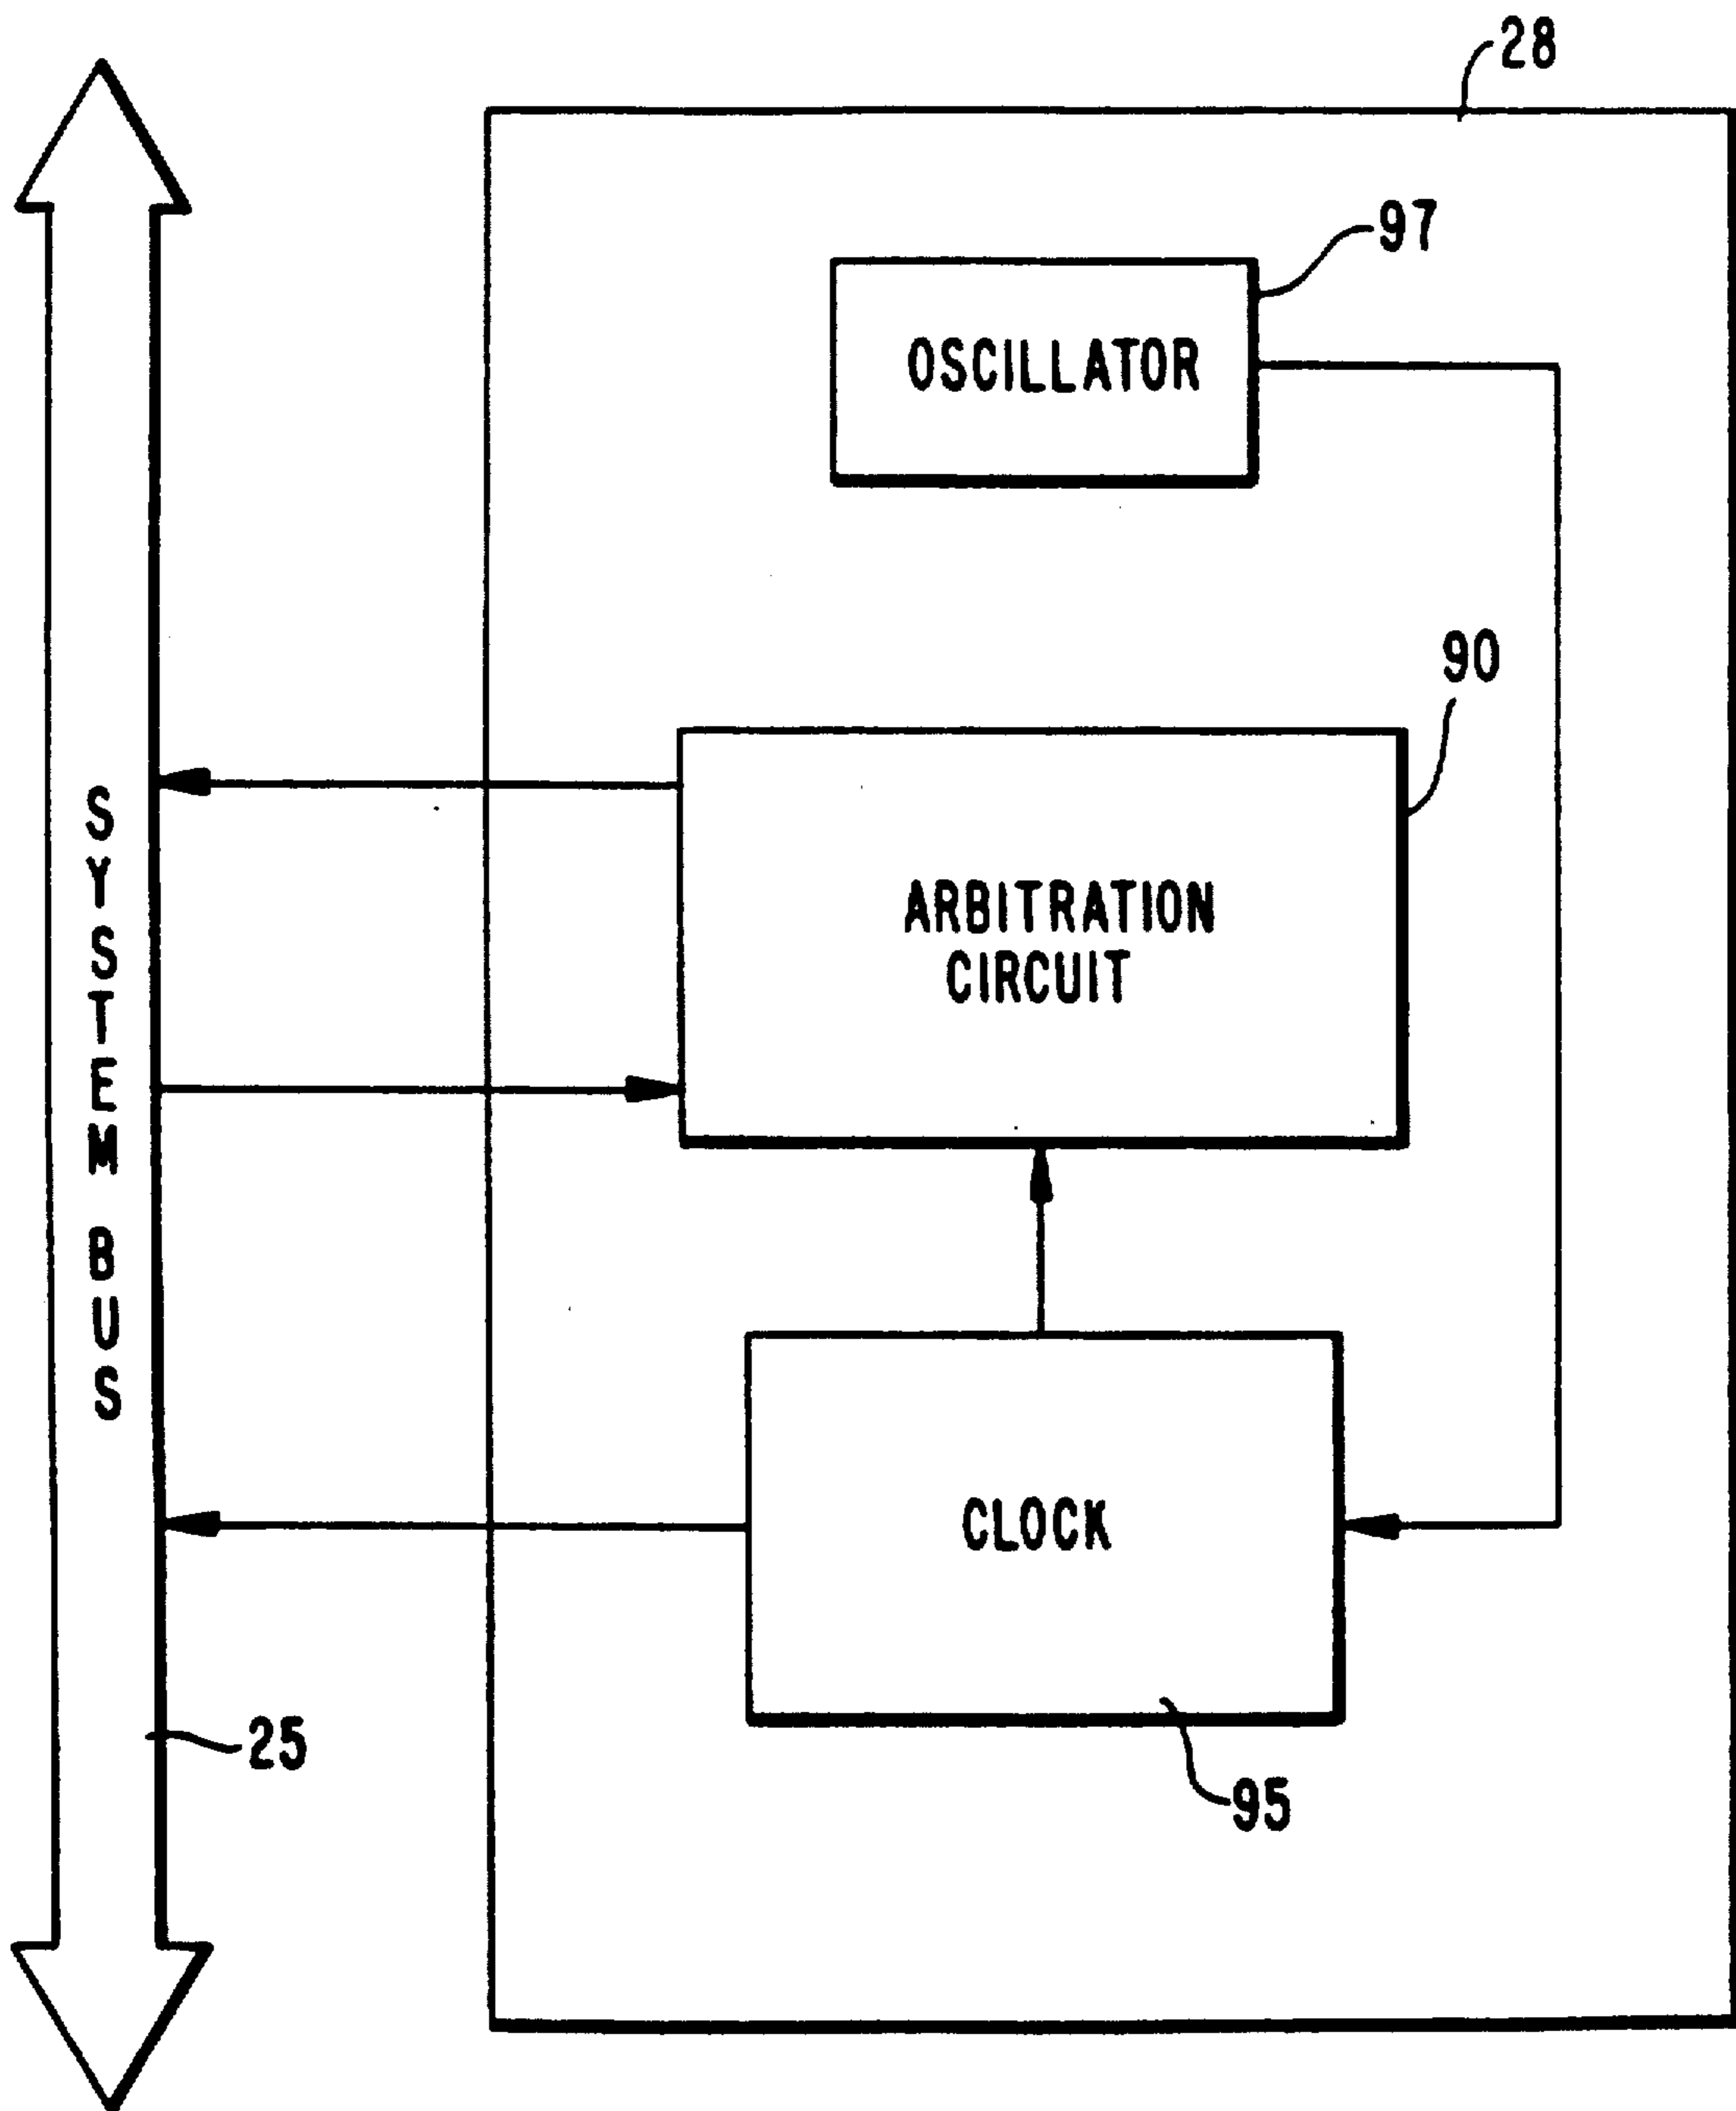 28
97
OSCILLATOR
90
ARBITRATION
CIRCUIT
SYSTEM BUS
CLOCK
25
95